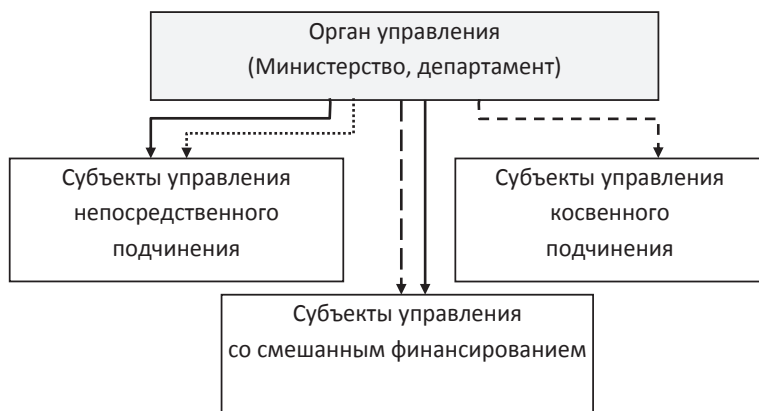 Орган управления
(Министерство, департамент)
Субъекты управления
непосредственного
подчинения
Субъекты управления
косвенного
подчинения
Субъекты управления
со смешанным финансированием